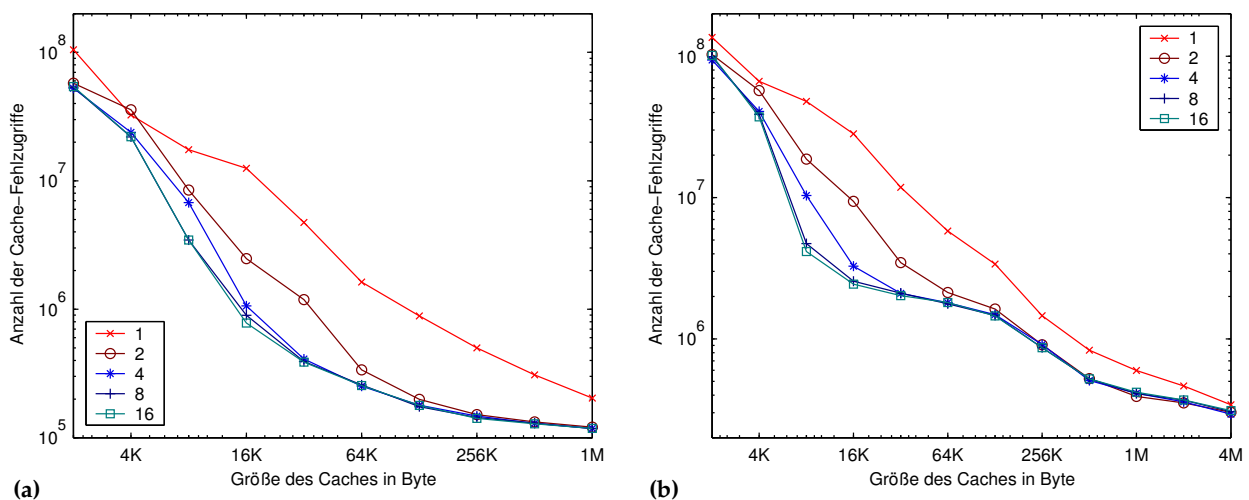 10^8
10^7
10^6
10^5
Anzahl der Cache−Fehlzugriffe
1
2
4
8
16
4K 16K 64K 256K 1M
Größe des Caches in Byte
(a)
10^8
10^7
10^6
Anzahl der Cache−Fehlzugriffe
1
2
4
8
16
4K 16K 64K 256K 1M 4M
Größe des Caches in Byte
(b)